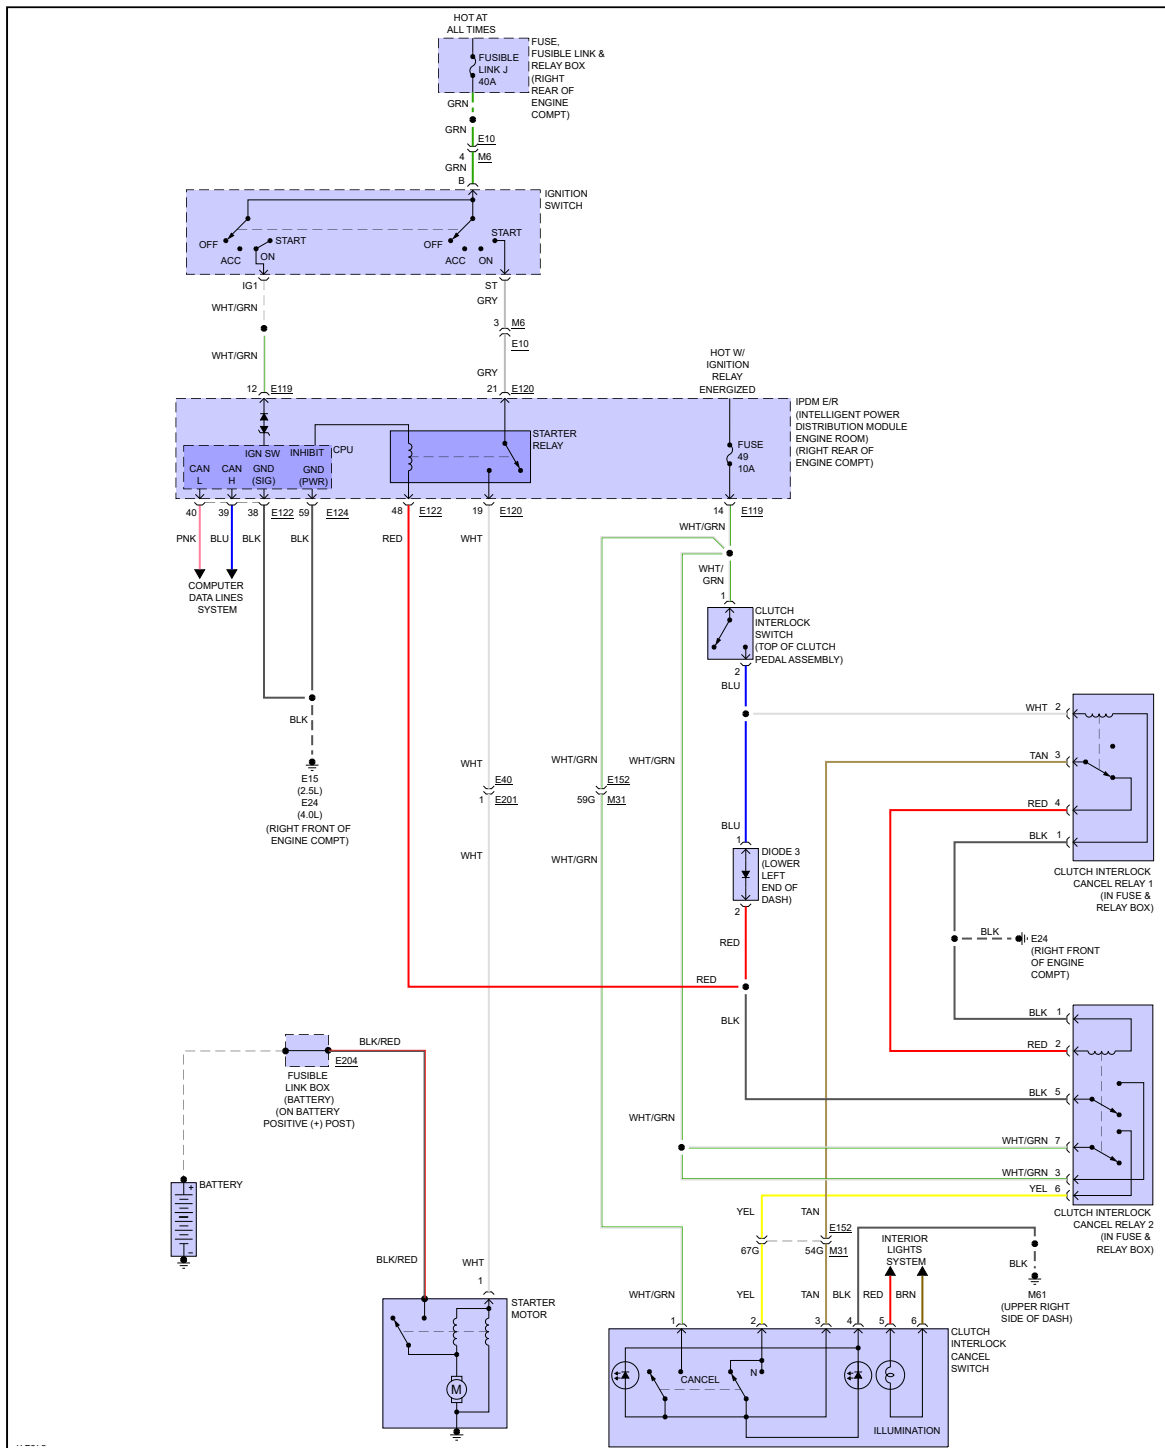 HOT AT
ALL TIMES
FUSE,
FUSIBLE LINK &
RELAY BOX
(RIGHT
REAR OF
ENGINE
COMPT)
FUSIBLE
LINK J
40A
GRN
GRN
E10
4 M6
GRN
B
IGNITION
SWITCH
OFF
ACC
ON
START
OFF
ACC
ON
START
IG1
ST
WHT/GRN
GRY
3 M6
E10
WHT/GRN
GRY
HOT W/
IGNITION
RELAY
ENERGIZED
12 E119
21 E120
IPDM E/R
(INTELLIGENT POWER
DISTRIBUTION MODULE
ENGINE ROOM)
(RIGHT REAR OF
ENGINE COMPT)
STARTER
RELAY
FUSE
49
10A
IGN SW
INHIBIT
CPU
CAN
L
CAN
H
GND
(SIG)
GND
(PWR)
40
39
38 E122
59 E124
48 E122
19 E120
14 E119
PNK
BLU
BLK
BLK
RED
WHT
WHT/GRN
COMPUTER
DATA LINES
SYSTEM
WHT/
GRN
1
CLUTCH
INTERLOCK
SWITCH
(TOP OF CLUTCH
PEDAL ASSEMBLY)
2
BLU
BLK
E15
(2.5L)
E24
(4.0L)
(RIGHT FRONT OF
ENGINE COMPT)
WHT 2
TAN 3
RED 4
BLK 1
CLUTCH INTERLOCK
CANCEL RELAY 1
(IN FUSE &
RELAY BOX)
WHT
E40
1 E201
WHT
WHT/GRN
WHT/GRN
E152
59G M31
WHT/GRN
BLU
1
DIODE 3
(LOWER
LEFT
END OF
DASH)
2
RED
RED
BLK
BLK
E24
(RIGHT FRONT
OF ENGINE
COMPT)
BLK 1
RED 2
BLK 5
WHT/GRN 7
WHT/GRN 3
YEL 6
CLUTCH INTERLOCK
CANCEL RELAY 2
(IN FUSE &
RELAY BOX)
BLK/RED
E204
FUSIBLE
LINK BOX
(BATTERY)
(ON BATTERY
POSITIVE (+) POST)
WHT/GRN
BATTERY
+
–
YEL
TAN
E152
67G
54G M31
INTERIOR
LIGHTS
SYSTEM
BLK
M61
(UPPER RIGHT
SIDE OF DASH)
BLK/RED
WHT
1
STARTER
MOTOR
M
WHT/GRN
YEL
TAN
BLK
RED
BRN
1
2
3
4
5
6
CLUTCH
INTERLOCK
CANCEL
SWITCH
CANCEL
N
ILLUMINATION